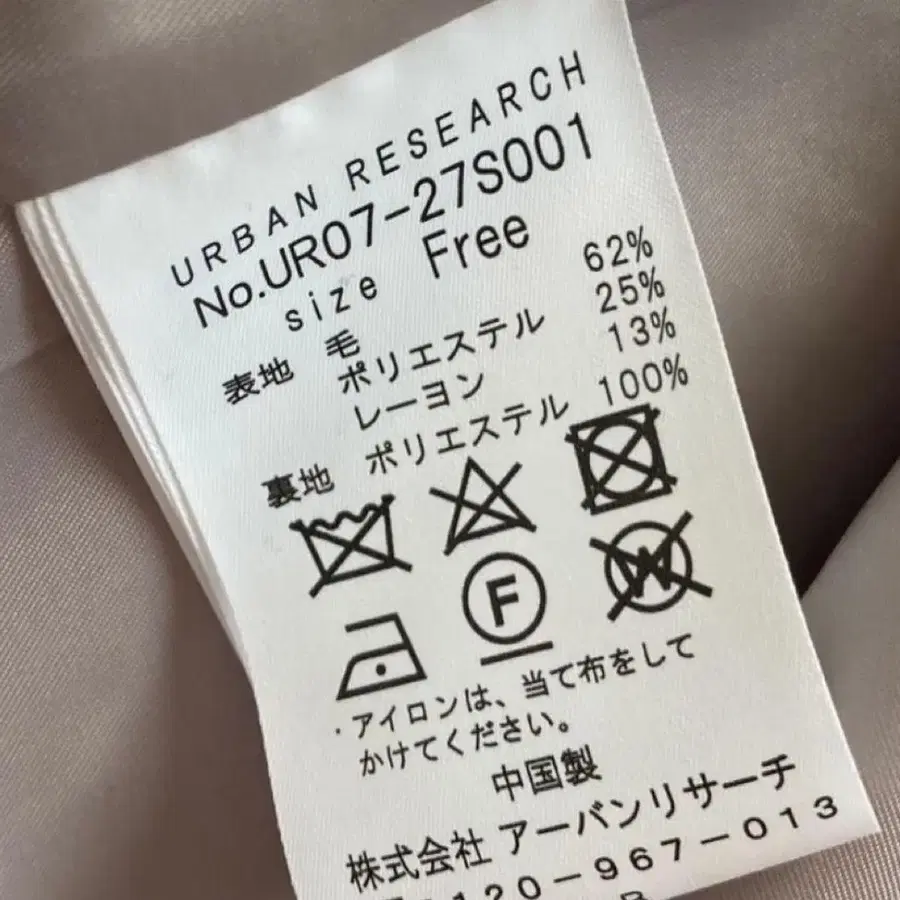 URBAN RESEARCH
No.UR07-27S001
size Free
表地 毛 62%
ポリエステル 25%
レーヨン 13%
裏地 ポリエステル 100%
F
W
・アイロンは、当て布をして
かけてください。
中国製
株式会社 アーバンリサーチ
120-967-013